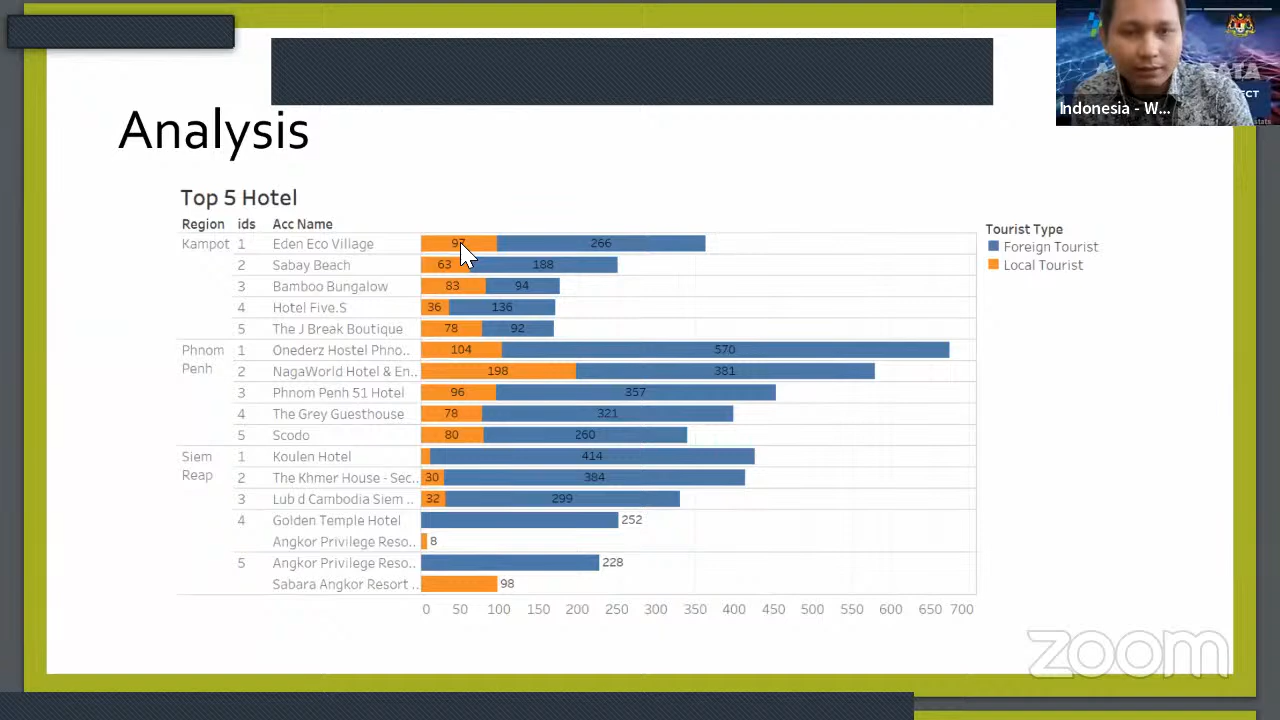 Indonesia - W...
Analysis
Top 5 Hotel
Region ids Acc Name
Tourist Type
Foreign Tourist
Local Tourist
Kampot 1 Eden Eco Village 97 266
2 Sabay Beach 63 188
3 Bamboo Bungalow 83 94
4 Hotel Five.S 36 136
5 The J Break Boutique 78 92
Phnom Penh 1 Onederz Hostel Phno.. 104 570
2 NagaWorld Hotel & En.. 198 381
3 Phnom Penh 51 Hotel 96 357
4 The Grey Guesthouse 78 321
5 Scodo 80 260
Siem Reap 1 Koulen Hotel 414
2 The Khmer House - Sec.. 30 384
3 Lub d Cambodia Siem .. 32 299
4 Golden Temple Hotel 252
Angkor Privilege Reso.. 8
5 Angkor Privilege Reso.. 228
Sabara Angkor Resort .. 98
0 50 100 150 200 250 300 350 400 450 500 550 600 650 700
zoom